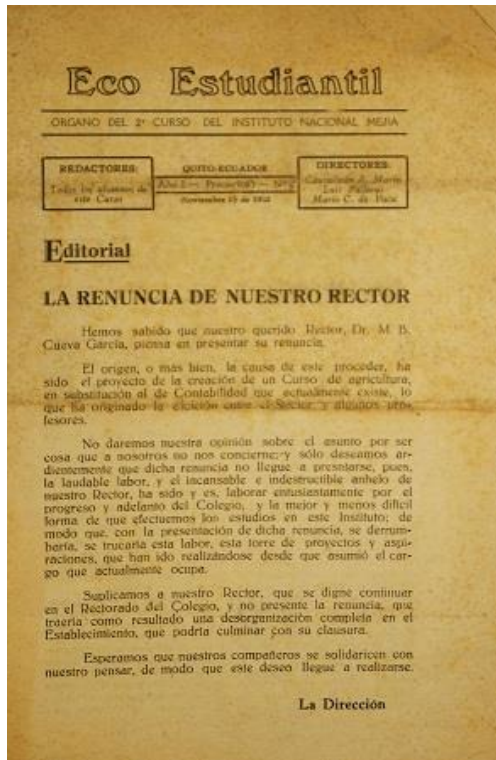 Eco Estudiantil
ORGANO DEL 2º CURSO DEL INSTITUTO NACIONAL MEJIA
REDACTORES:
Todos los alumnos de
este Curso
QUITO-ECUADOR
Año I —
Noviembre 15 de
DIRECTORES
Mario C. de
Editorial
LA RENUNCIA DE NUESTRO RECTOR
Hemos sabido que nuestro querido Rector, Dr. M. B.
Cueva García, piensa en presentar su renuncia.
El origen, o más bien, la causa de este proceder, ha
sido el proyecto de la creación de un Curso de agricultura,
en substitución al de Contabilidad que actualmente existe, lo
que ha originado la entre el Rector y algunos pro-
fesores.
No daremos nuestra opinión sobre el asunto por ser
cosa que a nosotros no nos concierne; y sólo deseamos ar-
dientemente que dicha renuncia no llegue a presntarse, pues,
la laudable labor, y el incansable e indestructible anhelo de
nuestro Rector, ha sido y es, laborar entusiastamente por el
progreso y adelanto del Colegio, y la mejor y menos difícil
forma de que efectuemos los estudios en este Instituto; de
modo que, con la presentación de dicha renuncia, se derrum-
baría, se trucaría esta labor, esta torre de proyectos y aspi-
raciones, que han ido realizándose desde que asumió el car-
go que actualmente ocupa.
Suplicamos a nuestro Rector, que se digne continuar
en el Rectorado del Colegio, y no presente la renuncia, que
traería como resultado una desorganización completa en el
Establecimiento, que podría culminar con su clausura.
Esperamos que nuestros compañeros se solidaricen con
nuestro pensar, de modo que este deseo llegue a realizarse.
La Dirección